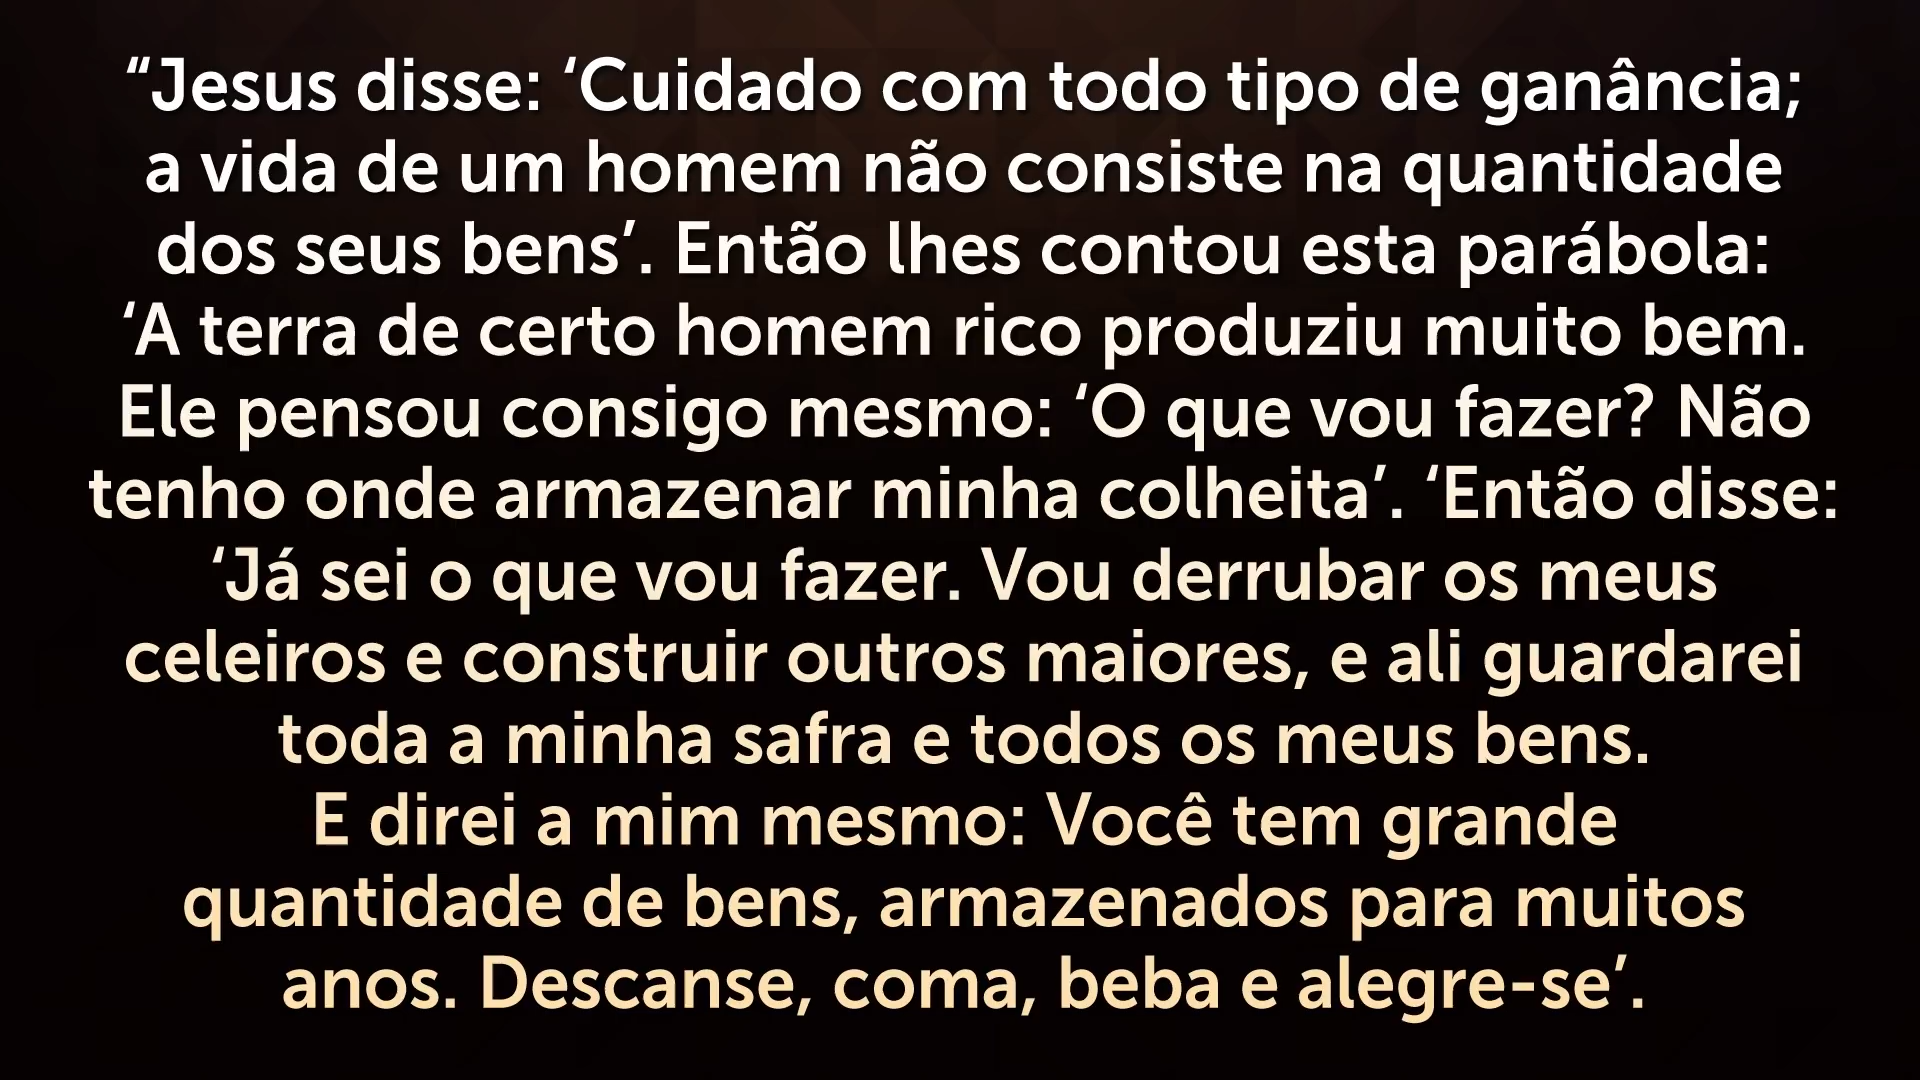 “Jesus disse: ‘Cuidado com todo tipo de ganância;
a vida de um homem não consiste na quantidade
dos seus bens’. Então lhes contou esta parábola:
‘A terra de certo homem rico produziu muito bem.
Ele pensou consigo mesmo: ‘O que vou fazer? Não
tenho onde armazenar minha colheita’. ‘Então disse:
‘Já sei o que vou fazer. Vou derrubar os meus
celeiros e construir outros maiores, e ali guardarei
toda a minha safra e todos os meus bens.
E direi a mim mesmo: Você tem grande
quantidade de bens, armazenados para muitos
anos. Descanse, coma, beba e alegre-se’.